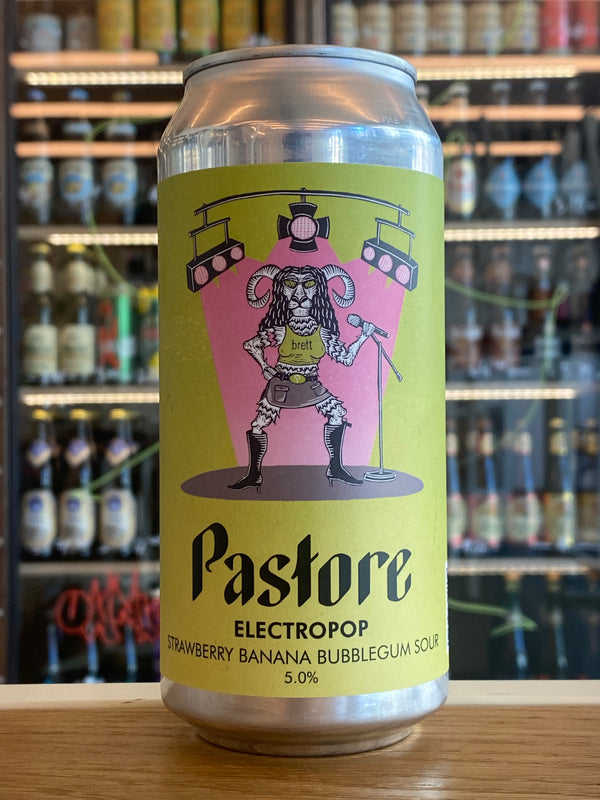 brett
Pastore
ELECTROPOP
STRAWBERRY BANANA BUBBLEGUM SOUR
5.0%